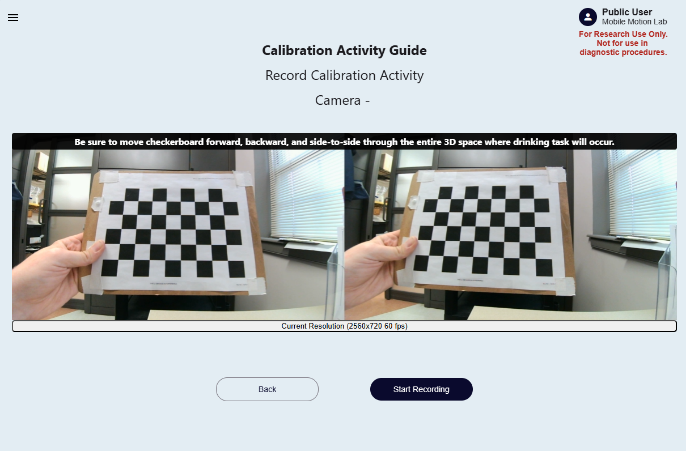 Public User
Mobile Motion Lab
For Research Use Only.
Not for use in
diagnostic procedures.
Calibration Activity Guide
Record Calibration Activity
Camera -
Be sure to move checkerboard forward, backward, and side-to-side through the entire 3D space where drinking task will occur.
Current Resolution (2560x720 60 fps)
Back
Start Recording